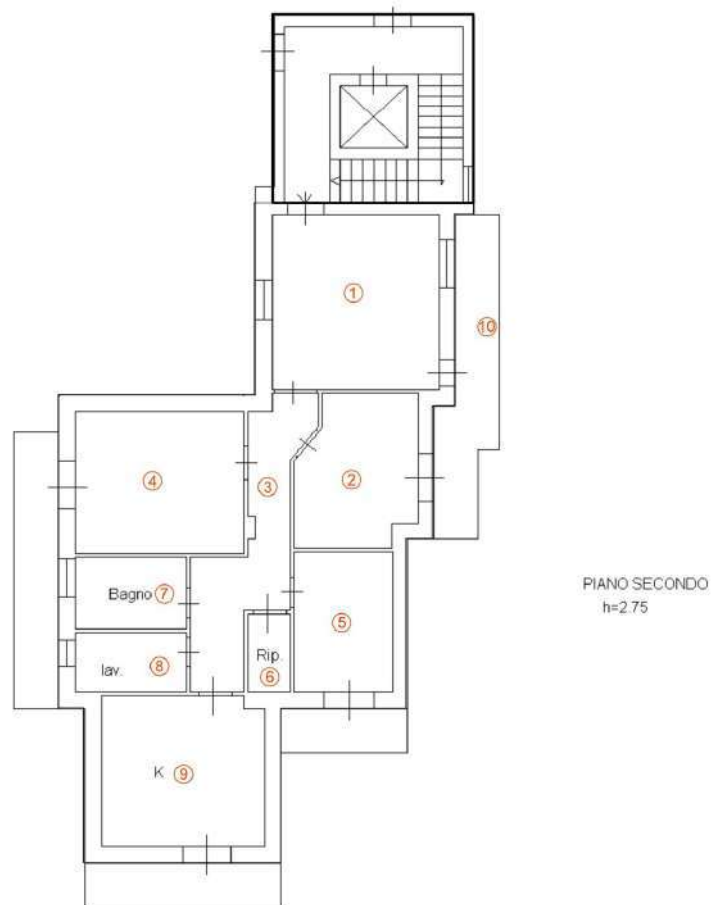 1
10
4
3
2
PIANO SECONDO
h=2.75
Bagno 7
5
Rip.
6
lav. 8
K 9